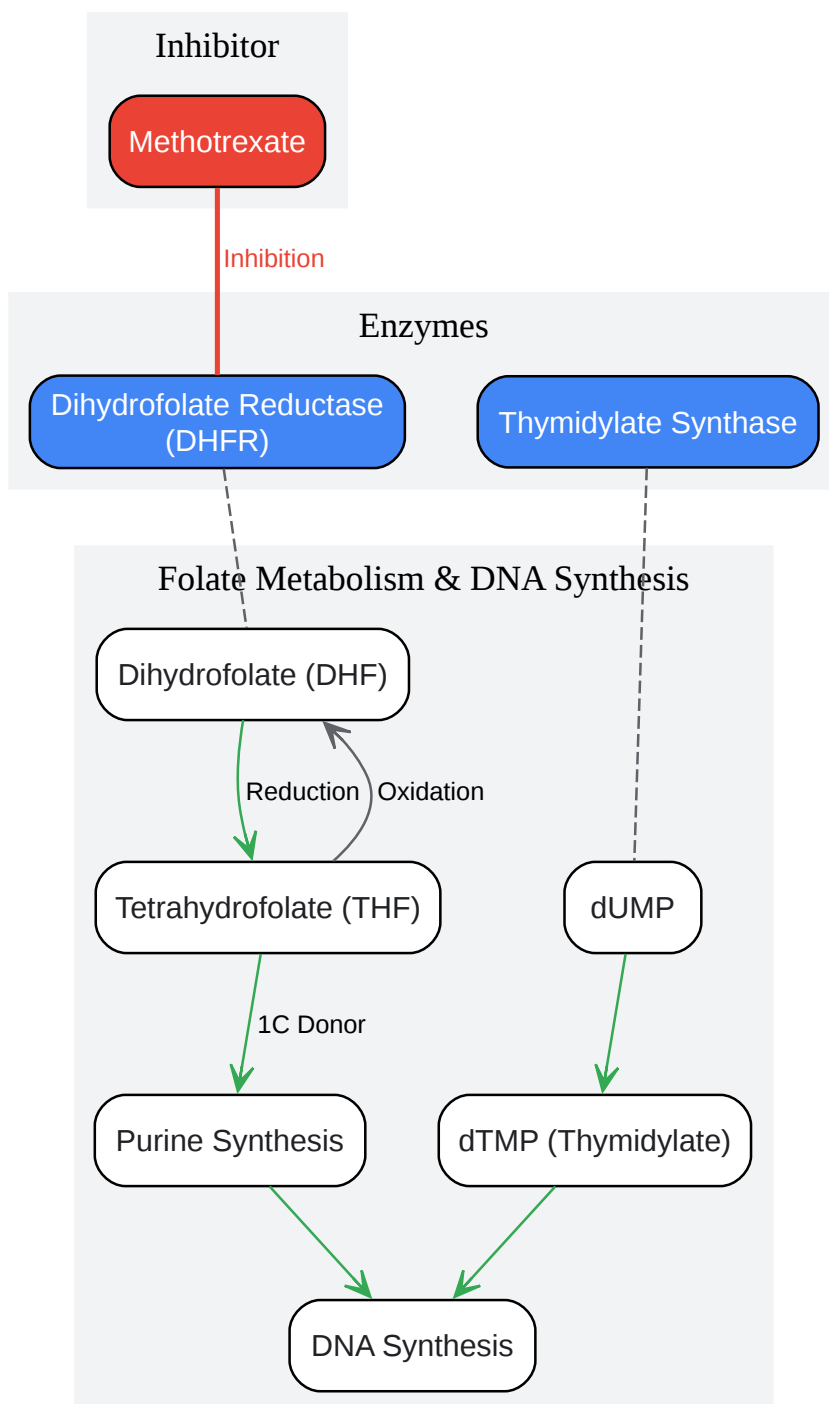 Inhibitor
Methotrexate
Inhibition
Enzymes
Dihydrofolate Reductase
(DHFR)
Thymidylate Synthase
Folate Metabolism & DNA Synthesis
Dihydrofolate (DHF)
Reduction
Oxidation
Tetrahydrofolate (THF)
dUMP
1C Donor
Purine Synthesis
dTMP (Thymidylate)
DNA Synthesis